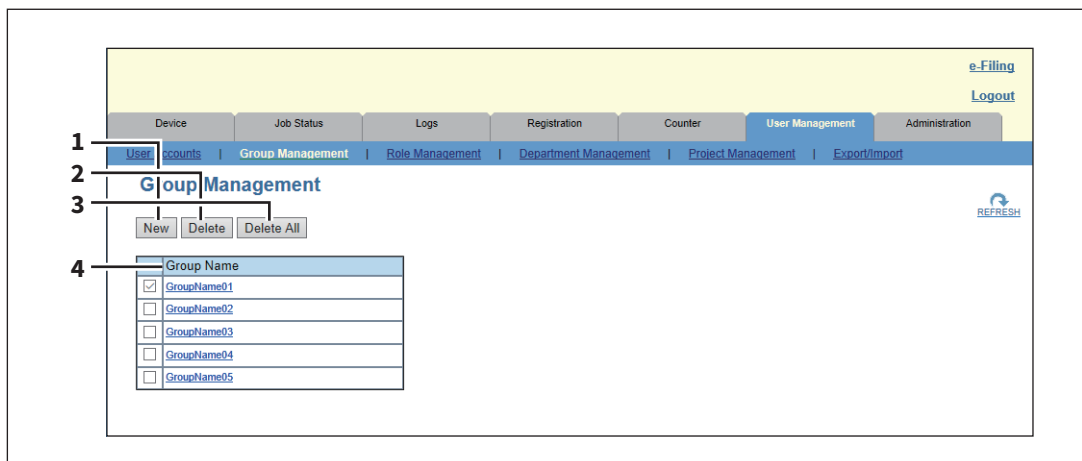 e-Filing
Logout
Device Job Status Logs Registration Counter User Management Administration
1
User Accounts | Group Management | Role Management | Department Management | Project Management | Export/Import
2
Group Management
3
REFRESH
New Delete Delete All
4
Group Name
GroupName01
GroupName02
GroupName03
GroupName04
GroupName05